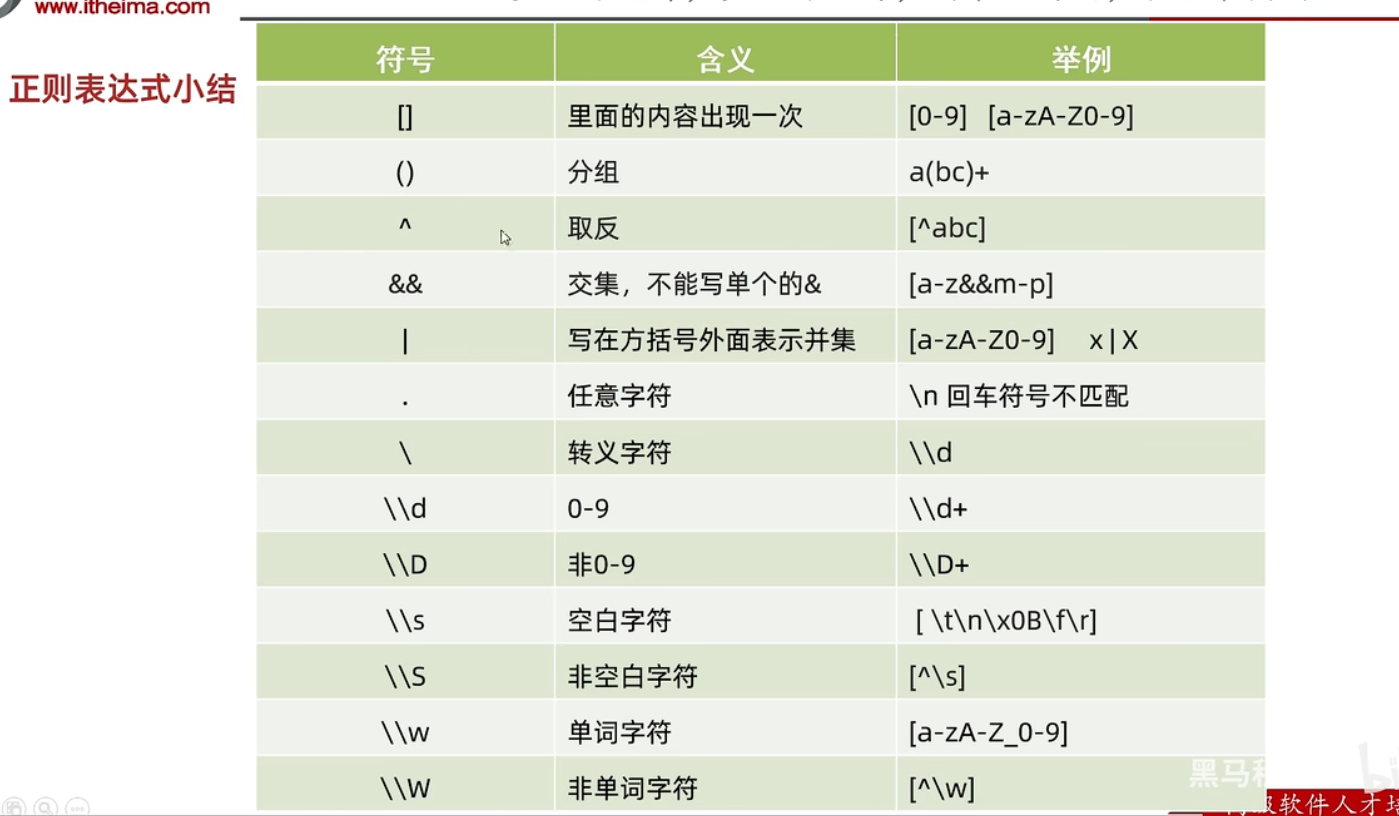 www.itheima.com
正则表达式小结
符号 含义 举例
[] 里面的内容出现一次 [0-9] [a-zA-Z0-9]
() 分组 a(bc)+
^ 取反 [^abc]
&& 交集，不能写单个的& [a-z&&m-p]
| 写在方括号外面表示并集 [a-zA-Z0-9] x|X
. 任意字符 \n 回车符号不匹配
\ 转义字符 \\d
\\d 0-9 \\d+
\\D 非0-9 \\D+
\\s 空白字符 [ \t\n\x0B\f\r]
\\S 非空白字符 [^\s]
\\w 单词字符 [a-zA-Z_0-9]
\\W 非单词字符 [^\w]
黑马
软件人才